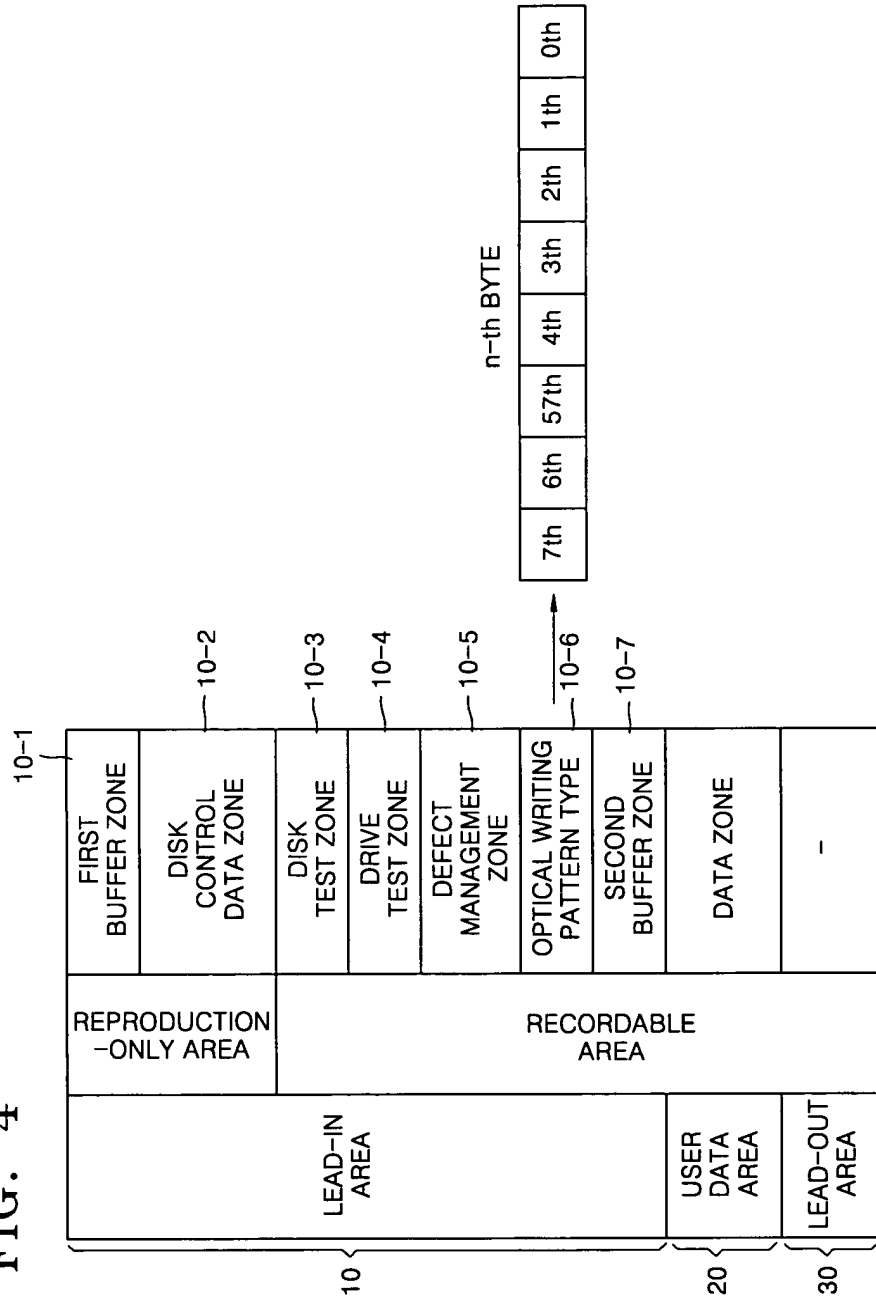 FIG. 4
10-1
FIRST
BUFFER ZONE
DISK
CONTROL
DATA ZONE
10-2
DISK
TEST ZONE
10-3
DRIVE
TEST ZONE
10-4
DEFECT
MANAGEMENT
ZONE
10-5
OPTICAL WRITING
PATTERN TYPE
10-6
SECOND
BUFFER ZONE
10-7
DATA ZONE
-
REPRODUCTION
-ONLY AREA
RECORDABLE
AREA
LEAD-IN
AREA
USER
DATA
AREA
LEAD-OUT
AREA
10
20
30
n-th BYTE
7th
6th
57th
4th
3th
2th
1th
0th